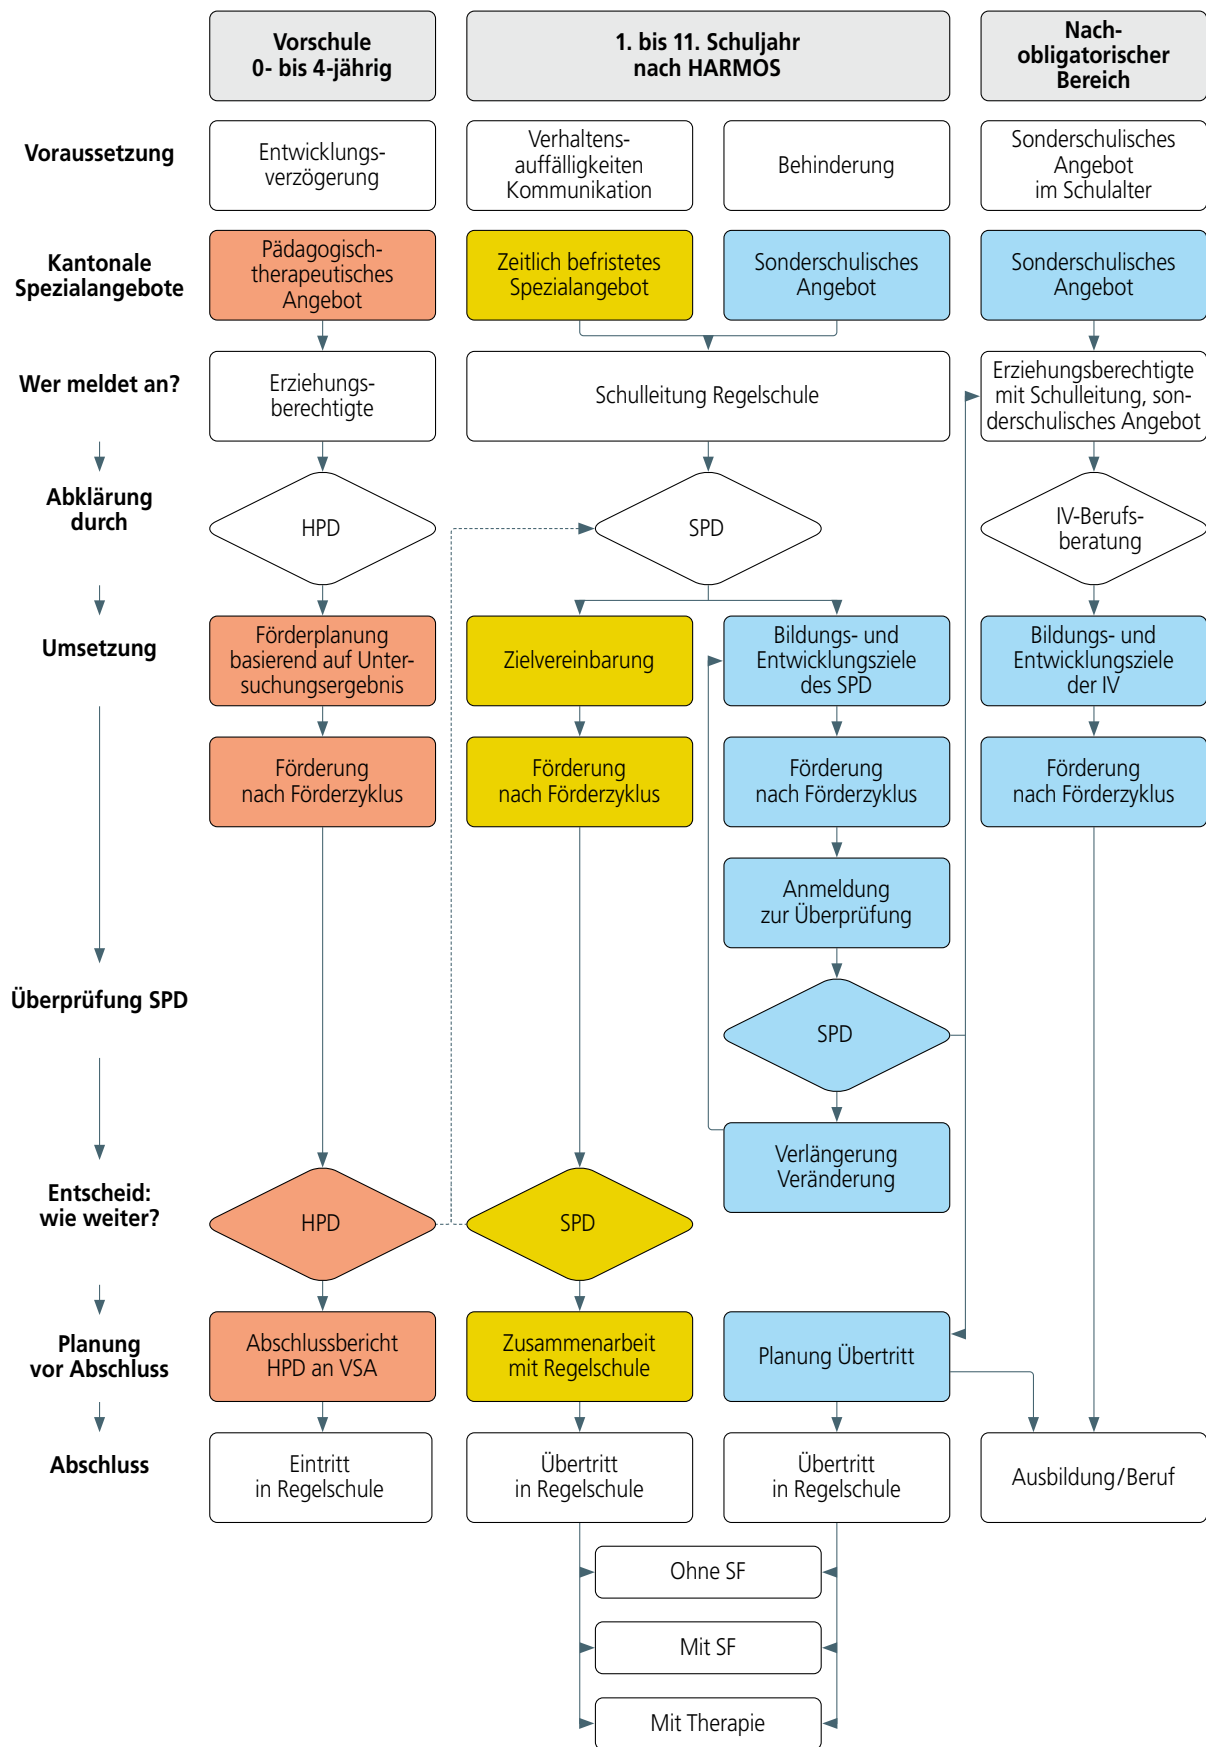 Vorschule
0- bis 4-jährig
1. bis 11. Schuljahr
nach HARMOS
Nach-
obligatorischer
Bereich
Voraussetzung
Entwicklungs-
verzögerung
Verhaltens-
auffälligkeiten
Kommunikation
Behinderung
Sonderschulisches
Angebot
im Schulalter
Kantonale
Spezialangebote
Pädagogisch-
therapeutisches
Angebot
Zeitlich befristetes
Spezialangebot
Sonderschulisches
Angebot
Sonderschulisches
Angebot
Wer meldet an?
Erziehungs-
berechtigte
Schulleitung Regelschule
Erziehungsberechtigte
mit Schulleitung, son-
derschulisches Angebot
Abklärung
durch
HPD
SPD
IV-Berufs-
beratung
Umsetzung
Förderplanung
basierend auf Unter-
suchungsergebnis
Zielvereinbarung
Bildungs- und
Entwicklungsziele
des SPD
Bildungs- und
Entwicklungsziele
der IV
Förderung
nach Förderzyklus
Förderung
nach Förderzyklus
Förderung
nach Förderzyklus
Förderung
nach Förderzyklus
Anmeldung
zur Überprüfung
Überprüfung SPD
SPD
Verlängerung
Veränderung
Entscheid:
wie weiter?
HPD
SPD
Planung
vor Abschluss
Abschlussbericht
HPD an VSA
Zusammenarbeit
mit Regelschule
Planung Übertritt
Abschluss
Eintritt
in Regelschule
Übertritt
in Regelschule
Übertritt
in Regelschule
Ausbildung/Beruf
Ohne SF
Mit SF
Mit Therapie